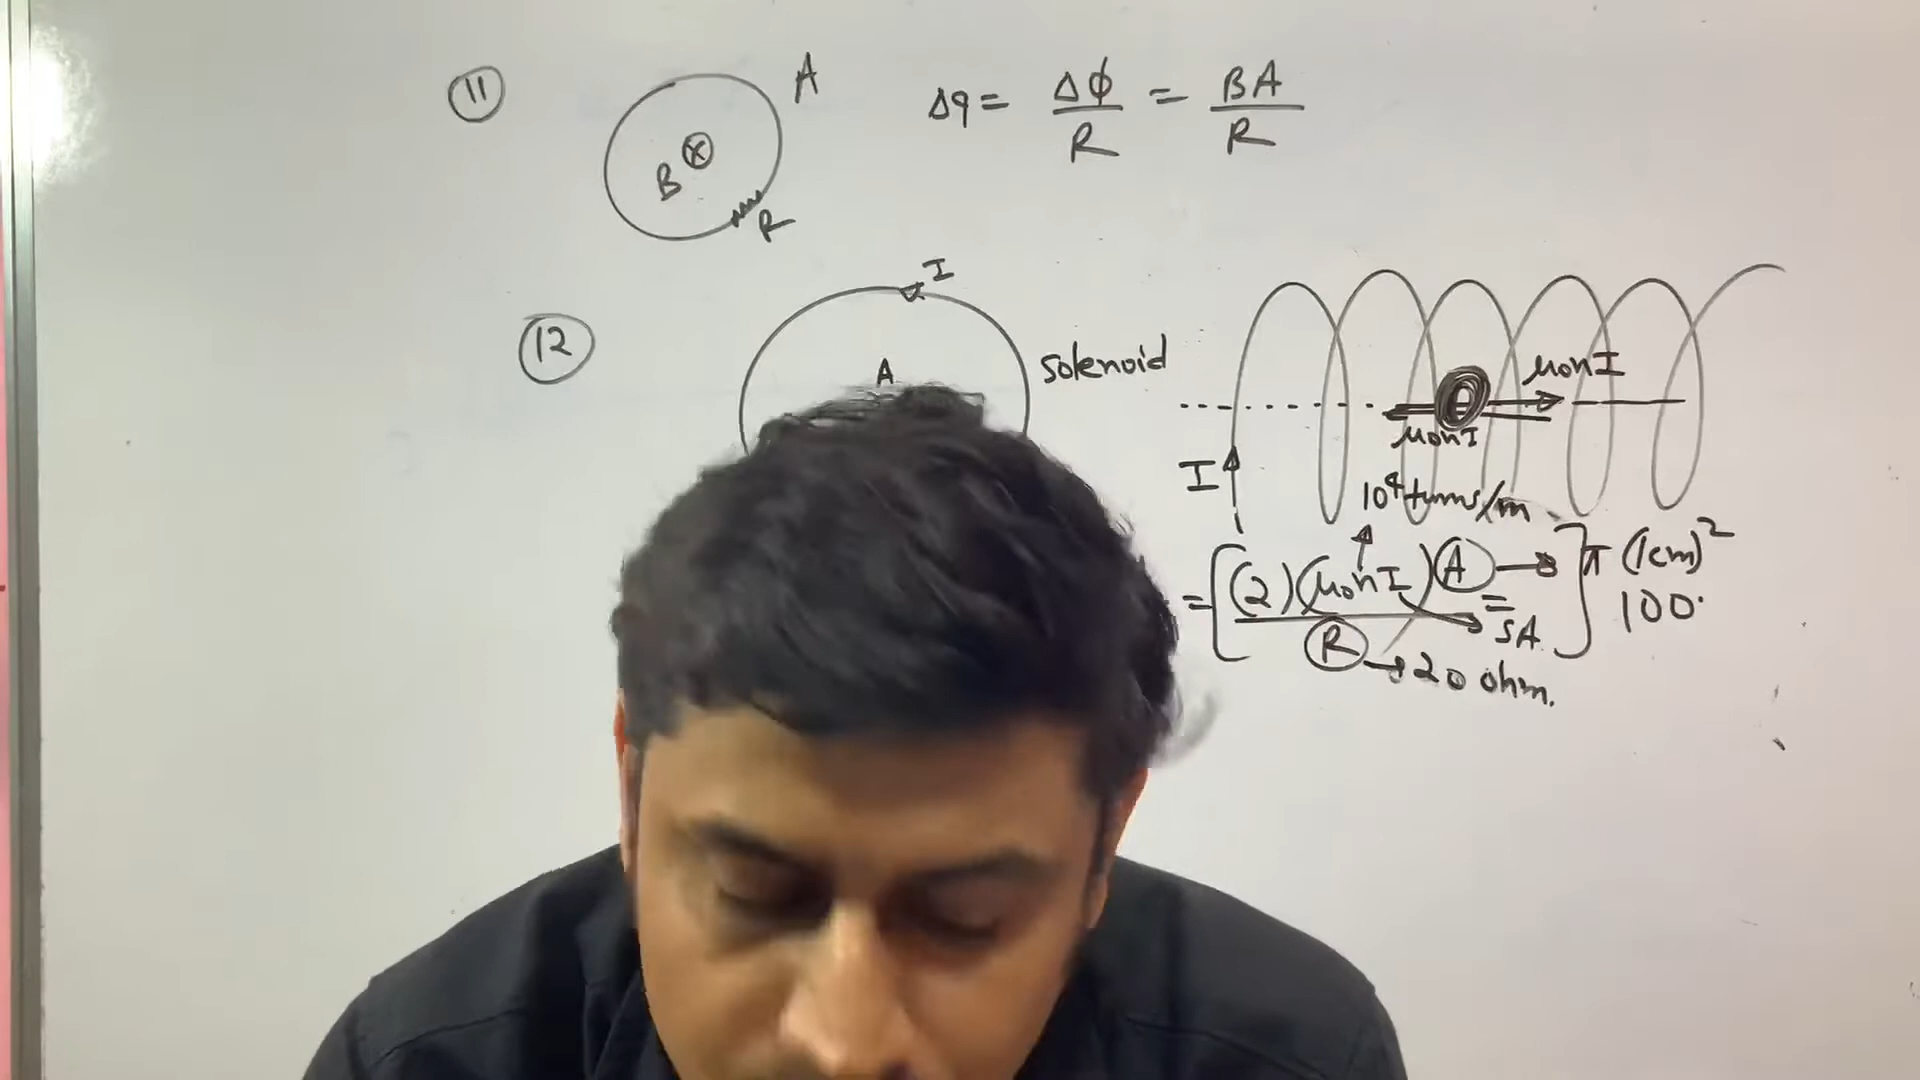 11
A
Δq = Δϕ/R = BA/R
B
R
12
I
A
solenoid
μ₀nI
μ₀nI
I
10⁴ turns/m
= [(2)(μ₀nI)A/R] π(1cm)²
100
5A
20 ohm.